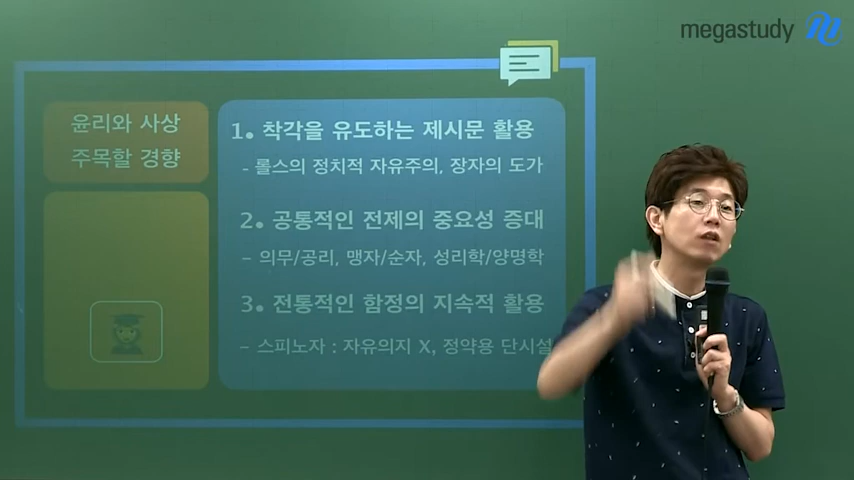 megastudy
윤리와 사상
주목할 경향
1. 착각을 유도하는 제시문 활용
- 롤스의 정치적 자유주의, 장자의 도가
2. 공통적인 전제의 중요성 증대
- 의무/공리, 맹자/순자, 성리학/양명학
3. 전통적인 함정의 지속적 활용
- 스피노자 : 자유의지 X, 정약용 단시설